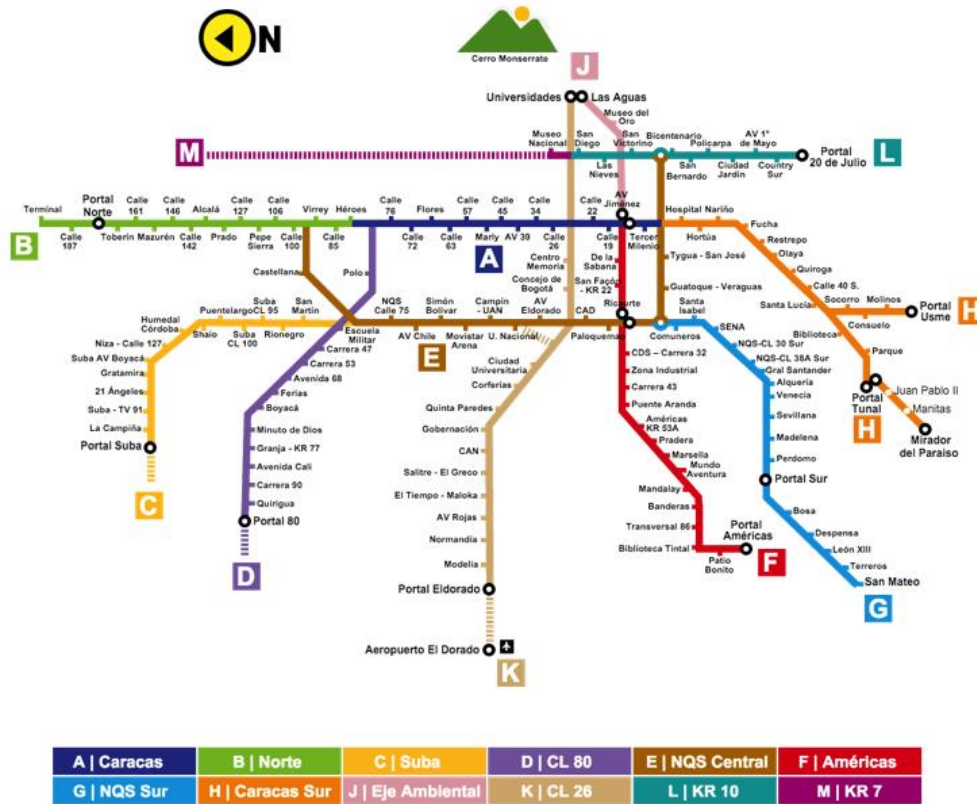 N
Cerro Monserrate
J
Universidades
Las Aguas
Museo del
Oro
M
Museo
Nacional
San
Diego
Las
Nieves
San
Victorino
Bicentenario
San
Bernardo
Policarpa
Ciudad
Jardín
AV 1°
de Mayo
Country
Sur
Portal
20 de Julio
L
B
Terminal
Calle
187
Portal
Norte
Toberin
Calle
161
Mazurén
Calle
146
Calle
142
Alcalá
Prado
Calle
127
Pepe
Sierra
Calle
106
Calle
100
Virrey
Calle
85
Héroes
Calle
76
Calle
72
Flores
Calle
63
Calle
57
Marly
A
Calle
45
AV 39
Calle
34
Calle
26
Calle
22
Calle
19
AV
Jiménez
Tercer
Milenio
Hospital Nariño
Hortúa
Fucha
Restrepo
Olaya
Quiroga
Calle 40 S.
Santa Lucian
Socorro
Molinos
Consuelo
Portal
Usme
H
Biblioteca
Parque
Portal
Tunal
H
Juan Pablo II
Manitas
Mirador
del Paraiso
Castellana
Polo
Centro
Memoria
Concejo de
Bogotá
De la
Sabana
San Façon
- KR 22
Ricaurte
Tygua - San José
Guatoque - Veraguas
Humedal
Córdoba
Shaio
Puentelargo
Suba
CL 100
Suba
CL 95
Rionegro
San
Martín
Escuela
Militar
NQS
Calle 75
AV Chile
Simón
Bolívar
Movistar
Arena
E
Campín
- UAN
U. Nacional
AV
Eldorado
CAD
Paloquemao
Comuneros
Santa
Isabel
SENA
NQS-CL 30 Sur
NQS-CL 38A Sur
Gral Santander
Alquería
Venecia
Sevillana
Madelena
Perdomo
Portal Sur
Bosa
Despensa
León XIII
Terreros
San Mateo
G
Niza - Calle 127
Suba AV Boyacá
Gratamira
21 Ángeles
Suba - TV 91
La Campiña
Portal Suba
C
Carrera 47
Carrera 53
Avenida 68
Ferias
Boyacá
Minuto de Dios
Granja - KR 77
Avenida Cali
Carrera 90
Quirigua
Portal 80
D
Ciudad
Universitaria
Corferias
Quinta Paredes
Gobernación
CAN
Salitre - El Greco
El Tiempo - Maloka
AV Rojas
Normandía
Modelia
Portal Eldorado
Aeropuerto El Dorado
K
CDS – Carrera 32
Zona Industrial
Carrera 43
Puente Aranda
Américas
KR 53A
Pradera
Marsella
Mundo
Aventura
Mandalay
Banderas
Transversal 86
Biblioteca Tintal
Patio
Bonito
Portal
Américas
F
A | Caracas
B | Norte
C | Suba
D | CL 80
E | NQS Central
F | Américas
G | NQS Sur
H | Caracas Sur
J | Eje Ambiental
K | CL 26
L | KR 10
M | KR 7